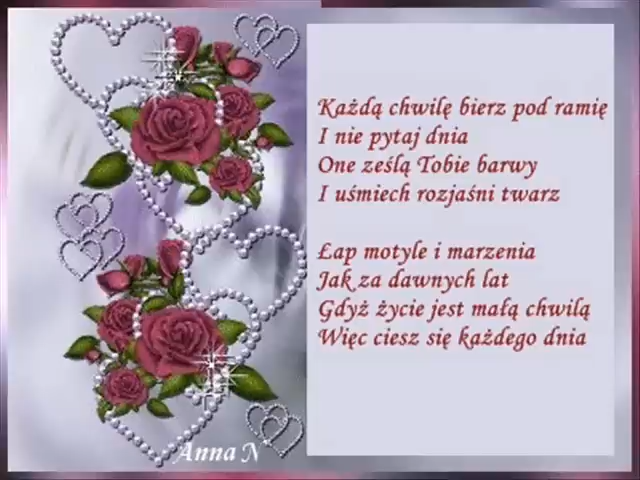 Każdą chwilę bierz pod ramię
I nie pytaj dnia
One ześlą Tobie barwy
I uśmiech rozjaśni twarz
Łap motyle i marzenia
Jak za dawnych lat
Gdyż życie jest małą chwilą
Więc ciesz się każdego dnia
Anna N